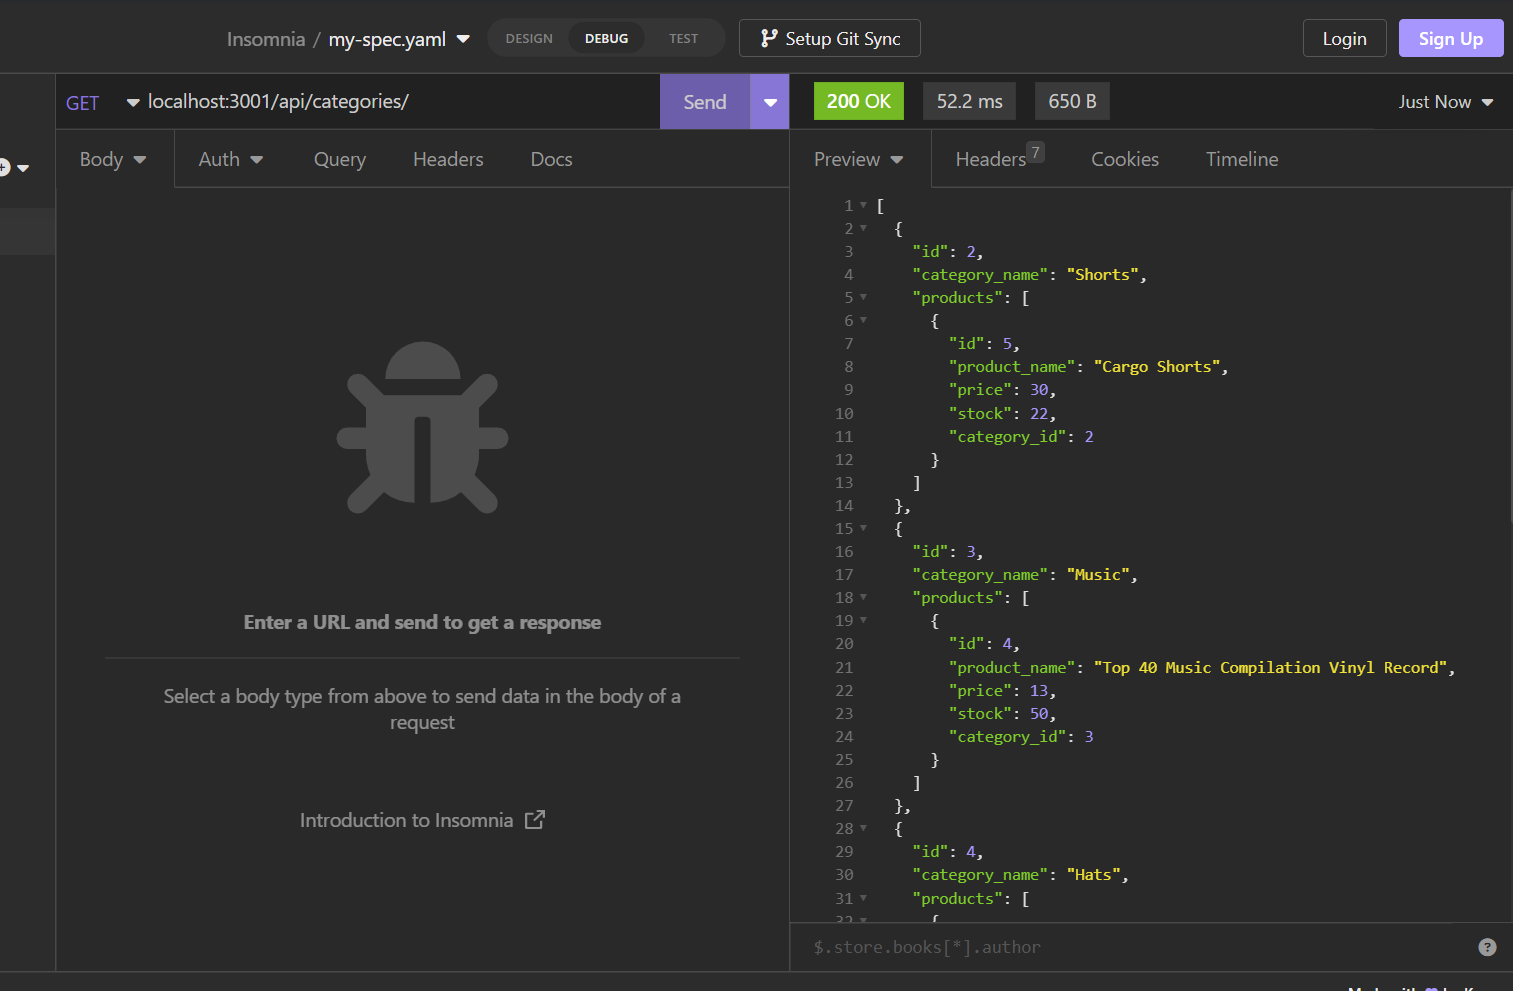 Insomnia / my-spec.yaml DESIGN DEBUG TEST Setup Git Sync Login Sign Up
GET localhost:3001/api/categories/ Send 200 OK 52.2 ms 650 B Just Now
Body Auth Query Headers Docs
Enter a URL and send to get a response
Select a body type from above to send data in the body of a
request
Introduction to Insomnia
Preview Headers 7 Cookies Timeline
1 [
2 {
3 "id": 2,
4 "category_name": "Shorts",
5 "products": [
6 {
7 "id": 5,
8 "product_name": "Cargo Shorts",
9 "price": 30,
10 "stock": 22,
11 "category_id": 2
12 }
13 ]
14 },
15 {
16 "id": 3,
17 "category_name": "Music",
18 "products": [
19 {
20 "id": 4,
21 "product_name": "Top 40 Music Compilation Vinyl Record",
22 "price": 13,
23 "stock": 50,
24 "category_id": 3
25 }
26 ]
27 },
28 {
29 "id": 4,
30 "category_name": "Hats",
31 "products": [
32 {
$.store.books[*].author ?